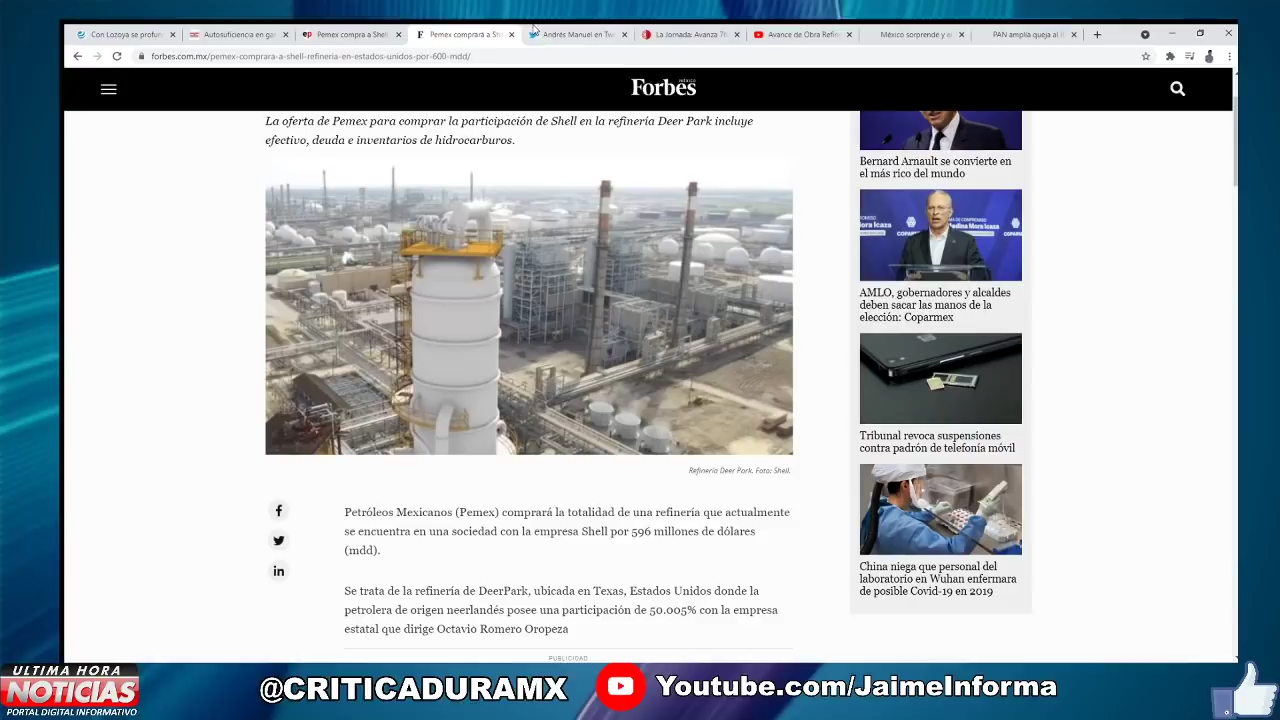 Con Lozoya se profun
Autosuficiencia en gas
Pemex compra a Shell
Pemex comprará a She
Andrés Manuel en Tw
La Jornada: Avanza 7
Avance de Obra Refin
México sorprende y e
PAN amplía queja al I
forbes.com.mx/pemex-comprara-a-shell-refineria-en-estados-unidos-por-600-mdd/
Forbes
MÉXICO
La oferta de Pemex para comprar la participación de Shell en la refinería Deer Park incluye
efectivo, deuda e inventarios de hidrocarburos.
Refinería Deer Park. Foto: Shell.
Petróleos Mexicanos (Pemex) comprará la totalidad de una refinería que actualmente
se encuentra en una sociedad con la empresa Shell por 596 millones de dólares
(mdd).
Se trata de la refinería de DeerPark, ubicada en Texas, Estados Unidos donde la
petrolera de origen neerlandés posee una participación de 50.005% con la empresa
estatal que dirige Octavio Romero Oropeza
PUBLICIDAD
Bernard Arnault se convierte en
el más rico del mundo
AMLO, gobernadores y alcaldes
deben sacar las manos de la
elección: Coparmex
Tribunal revoca suspensiones
contra padrón de telefonía móvil
China niega que personal del
laboratorio en Wuhan enfermara
de posible Covid-19 en 2019
ULTIMA HORA
NOTICIAS
PORTAL DIGITAL INFORMATIVO
@CRITICADURAMX
Youtube.com/JaimeInforma